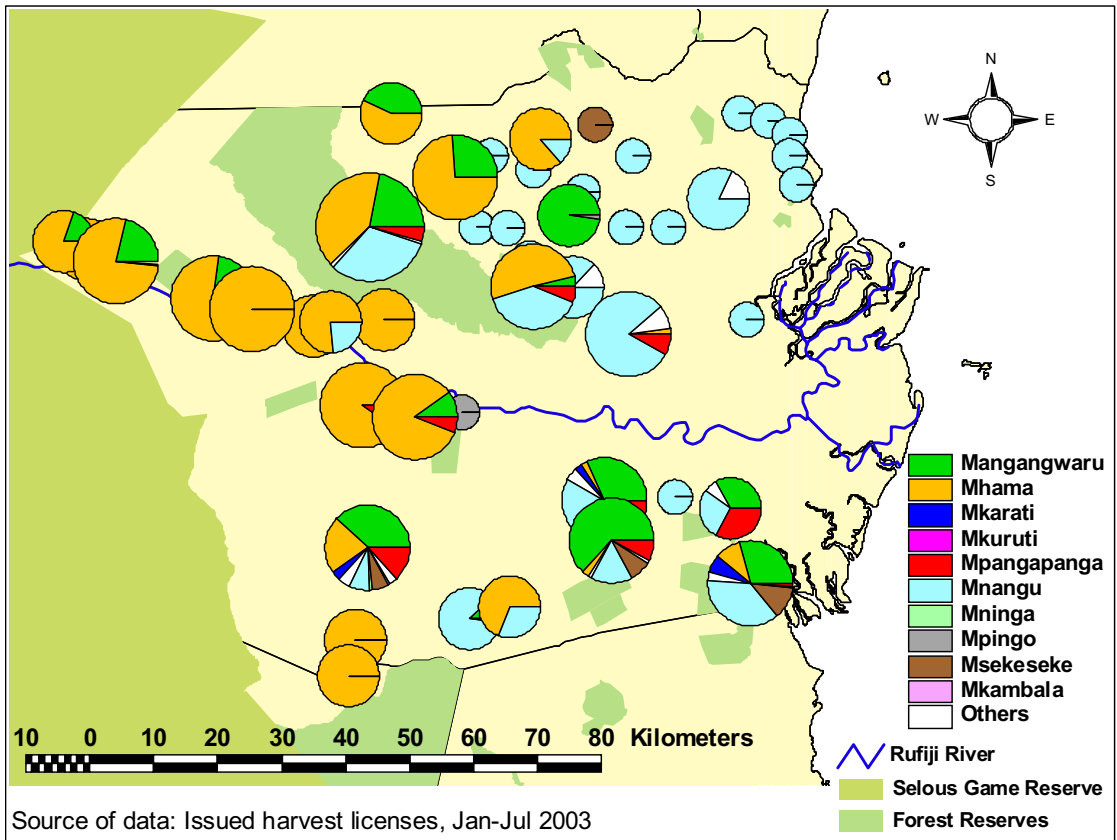 N
W E
S
Mangangwaru
Mhama
Mkarati
Mkuruti
Mpangapanga
Mnangu
Mninga
Mpingo
Msekeseke
Mkambala
Others
10 0 10 20 30 40 50 60 70 80 Kilometers
Rufiji River
Selous Game Reserve
Forest Reserves
Source of data: Issued harvest licenses, Jan-Jul 2003